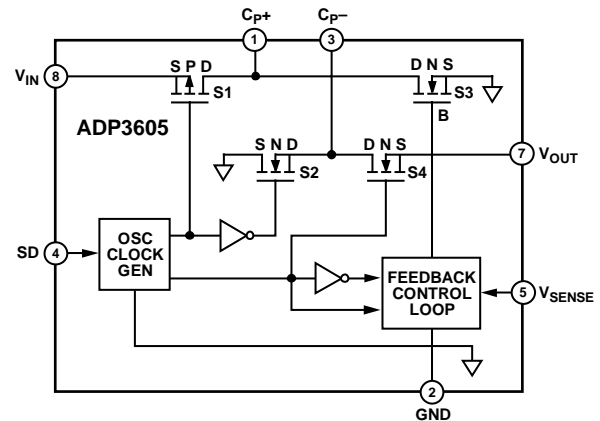 CP+ CP–
1 3
VIN 8
S P D
S1
D N S
S3
B
ADP3605
S N D
S2
D N S
S4
7 VOUT
SD 4
OSC
CLOCK
GEN
FEEDBACK
CONTROL
LOOP
5 VSENSE
2
GND